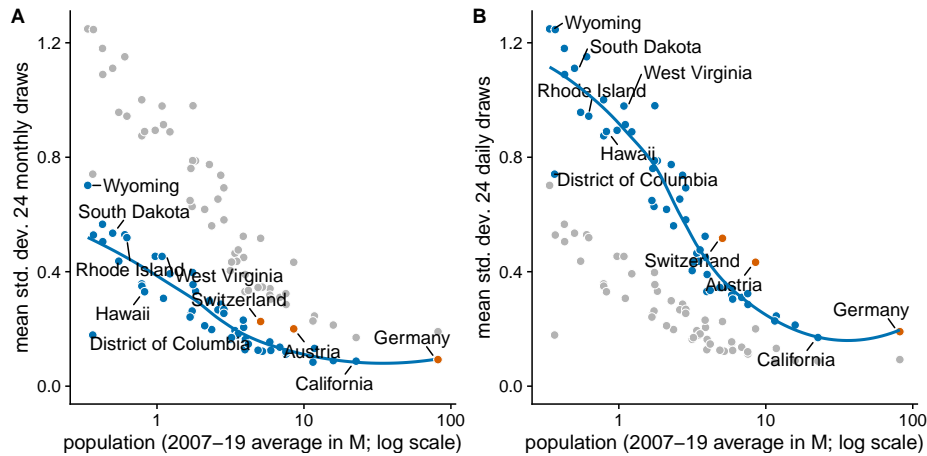 A
mean std. dev. 24 monthly draws
1.2
0.8
0.4
0.0
Wyoming
South Dakota
Rhode Island
West Virginia
Switzerland
Hawaii
District of Columbia
Austria
Germany
California
1
10
100
population (2007−19 average in M; log scale)
B
mean std. dev. 24 daily draws
1.2
0.8
0.4
0.0
Wyoming
South Dakota
West Virginia
Rhode Island
Hawaii
District of Columbia
Switzerland
Austria
Germany
California
1
10
100
population (2007−19 average in M; log scale)